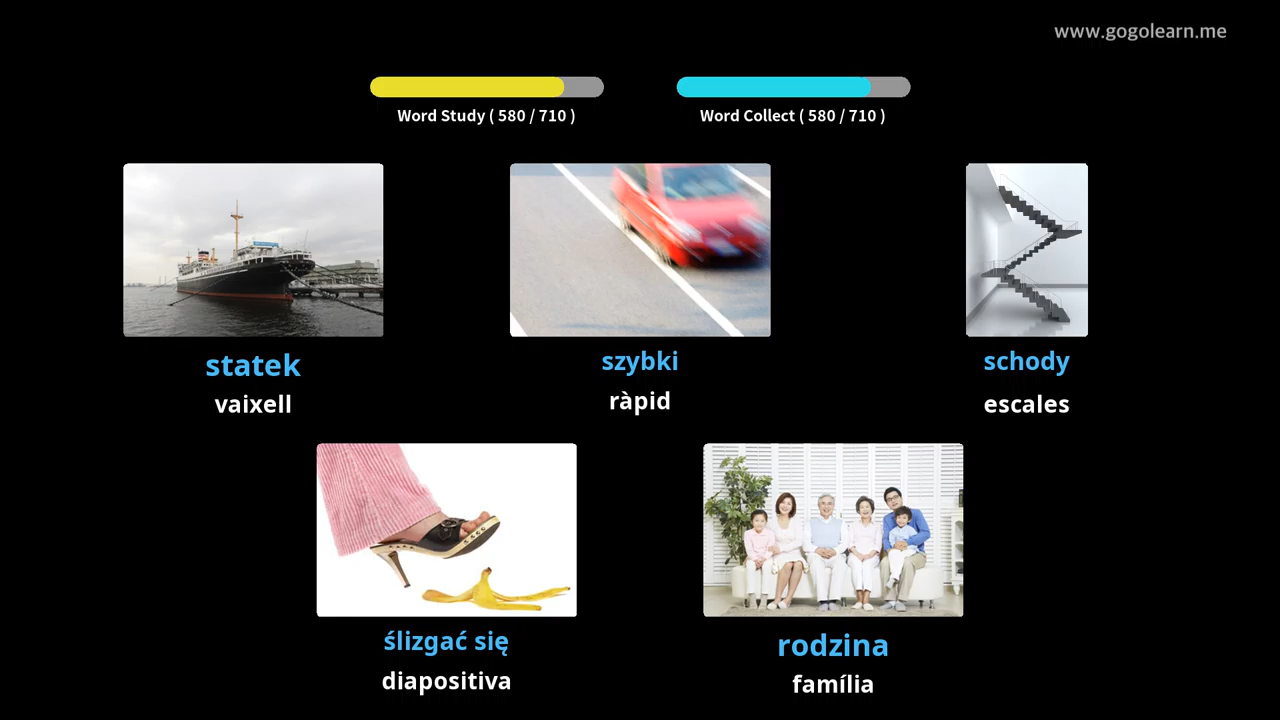 www.gogolearn.me
Word Study ( 580 / 710 )
Word Collect ( 580 / 710 )
statek
vaixell
szybki
ràpid
schody
escales
ślizgać się
diapositiva
rodzina
família